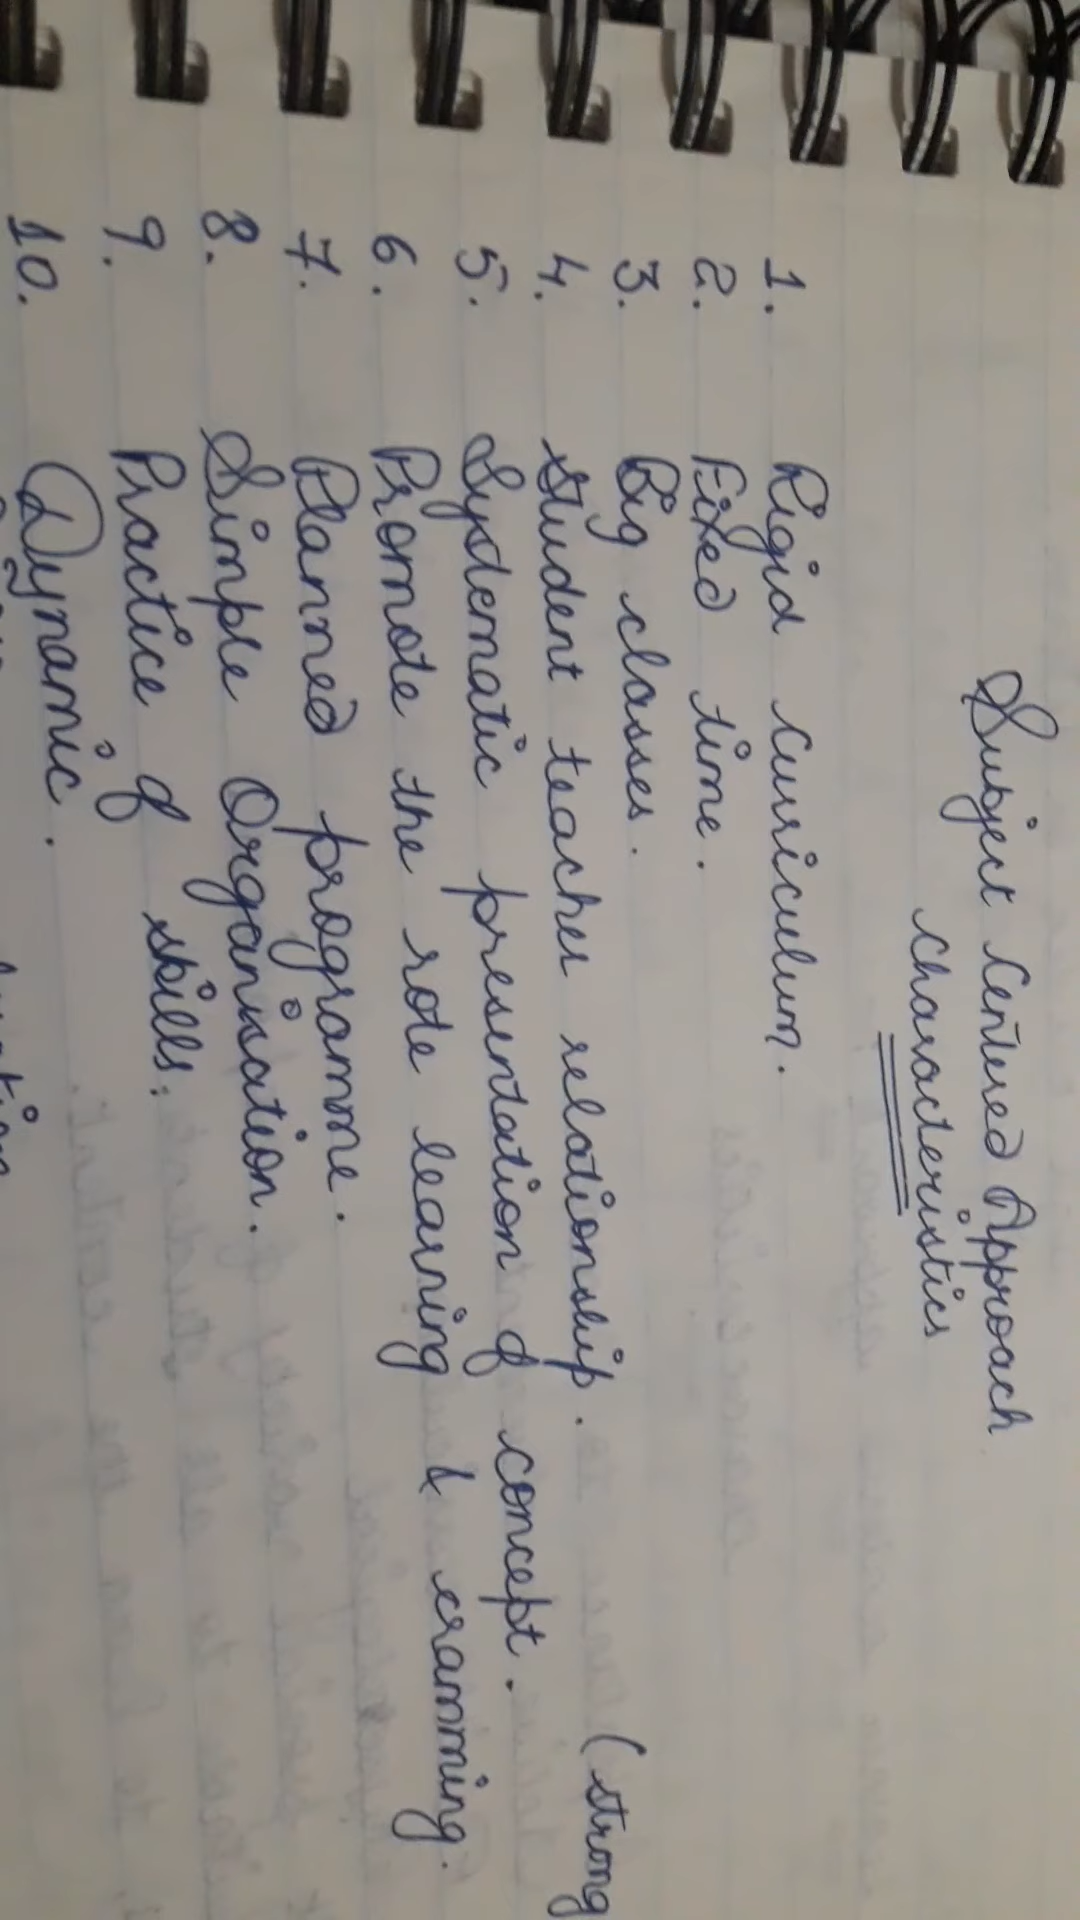 Subject Centred Approach
Characteristics
1. Rigid Curriculum.
2. Fixed time.
3. Big classes.
4. Student teacher relationship. (strong
5. Systematic presentation of concept.
6. Promote the rote learning & cramming.
7. Planned programme.
8. Simple Organisation.
9. Practice of skills.
10. Dynamic.